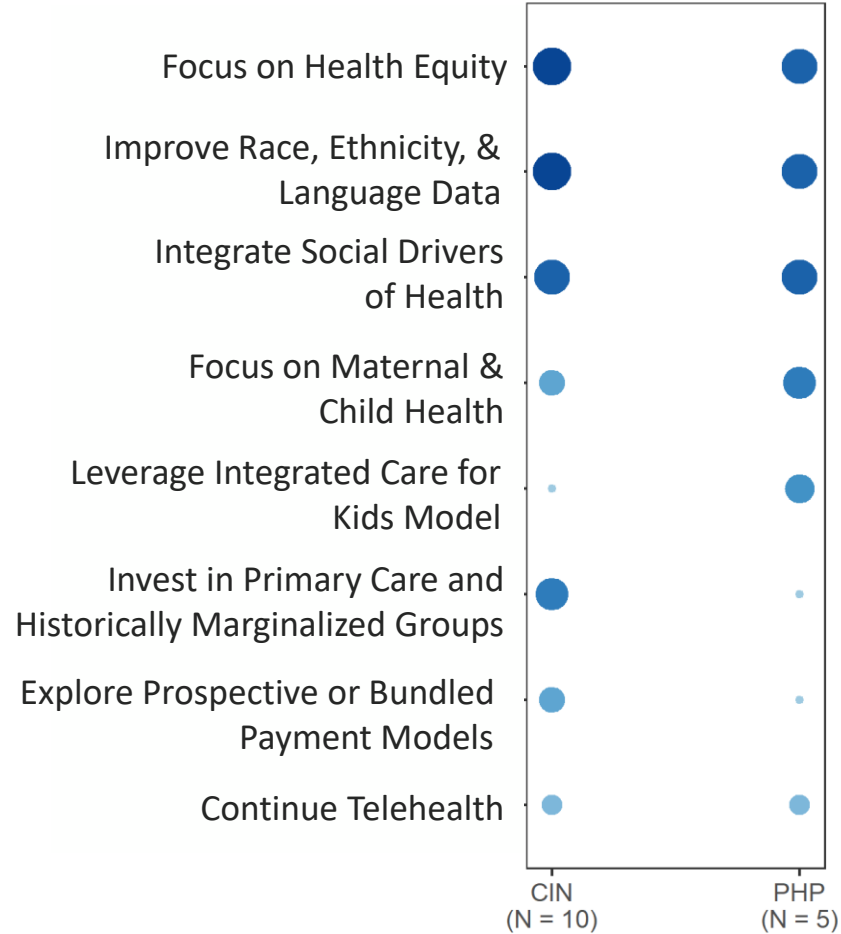 Focus on Health Equity
Improve Race, Ethnicity, &
Language Data
Integrate Social Drivers
of Health
Focus on Maternal &
Child Health
Leverage Integrated Care for
Kids Model
Invest in Primary Care and
Historically Marginalized Groups
Explore Prospective or Bundled
Payment Models
Continue Telehealth
CIN
(N = 10)
PHP
(N = 5)